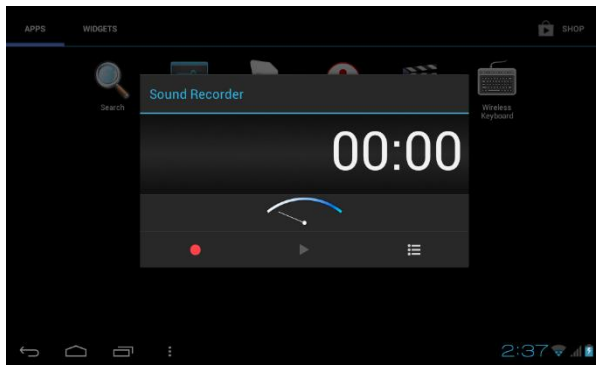 APPS WIDGETS SHOP
Sound Recorder
Search
Wireless
Keyboard
00:00
2:37